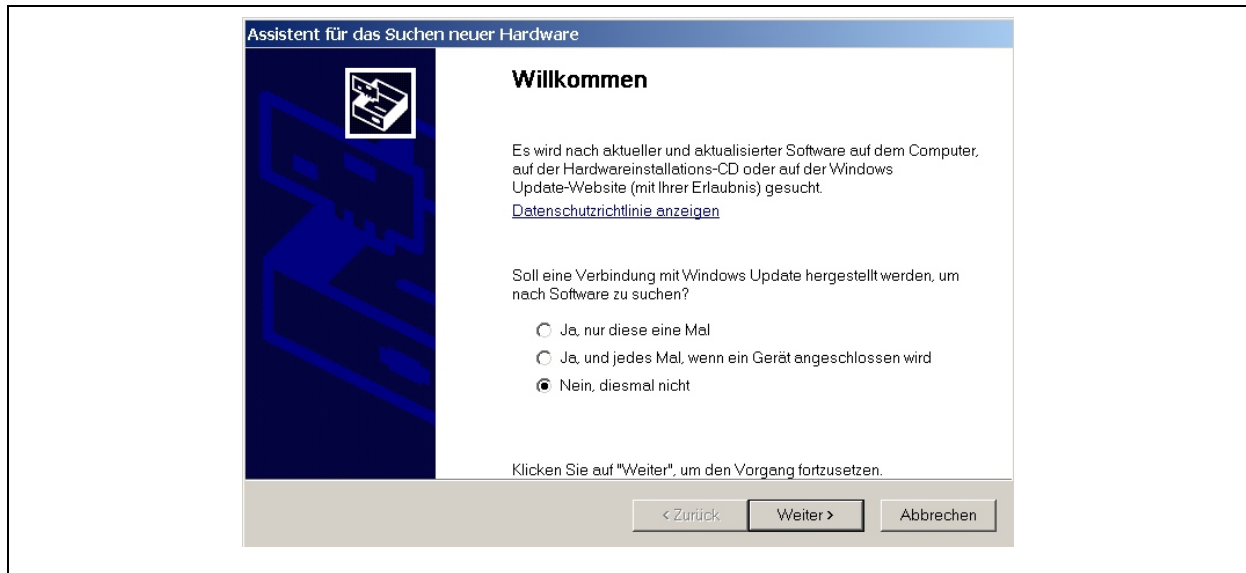 Assistent für das Suchen neuer Hardware
Willkommen
Es wird nach aktueller und aktualisierter Software auf dem Computer,
auf der Hardwareinstallations-CD oder auf der Windows
Update-Website (mit Ihrer Erlaubnis) gesucht.
Datenschutzrichtlinie anzeigen
Soll eine Verbindung mit Windows Update hergestellt werden, um
nach Software zu suchen?
Ja, nur diese eine Mal
Ja, und jedes Mal, wenn ein Gerät angeschlossen wird
Nein, diesmal nicht
Klicken Sie auf "Weiter", um den Vorgang fortzusetzen.
< Zurück Weiter > Abbrechen